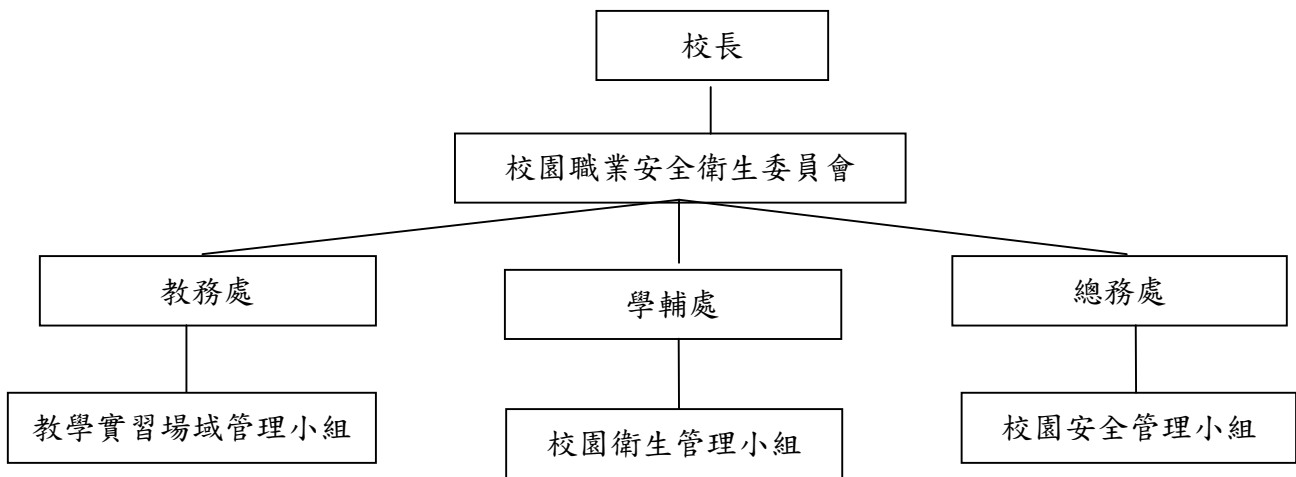 校長
校園職業安全衛生委員會
教務處
學輔處
總務處
教學實習場域管理小組
校園衛生管理小組
校園安全管理小組